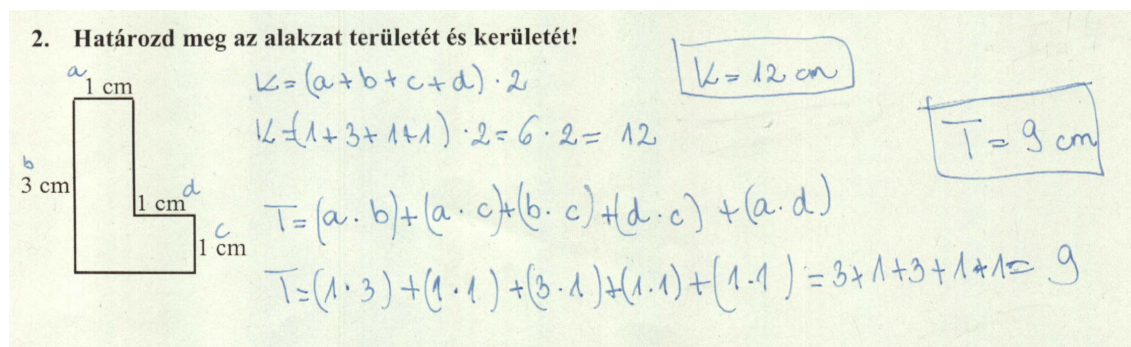 2. Határozd meg az alakzat területét és kerületét!
a
1 cm
b
3 cm
d
1 cm
c
1 cm
K=(a+b+c+d)·2
K=(1+3+1+1)·2=6·2=12
K=12 cm
T=9 cm
T=(a·b)+(a·c)+(b·c)+(d·c)+(a·d)
T=(1·3)+(1·1)+(3·1)+(1·1)+(1·1)=3+1+3+1+1=9